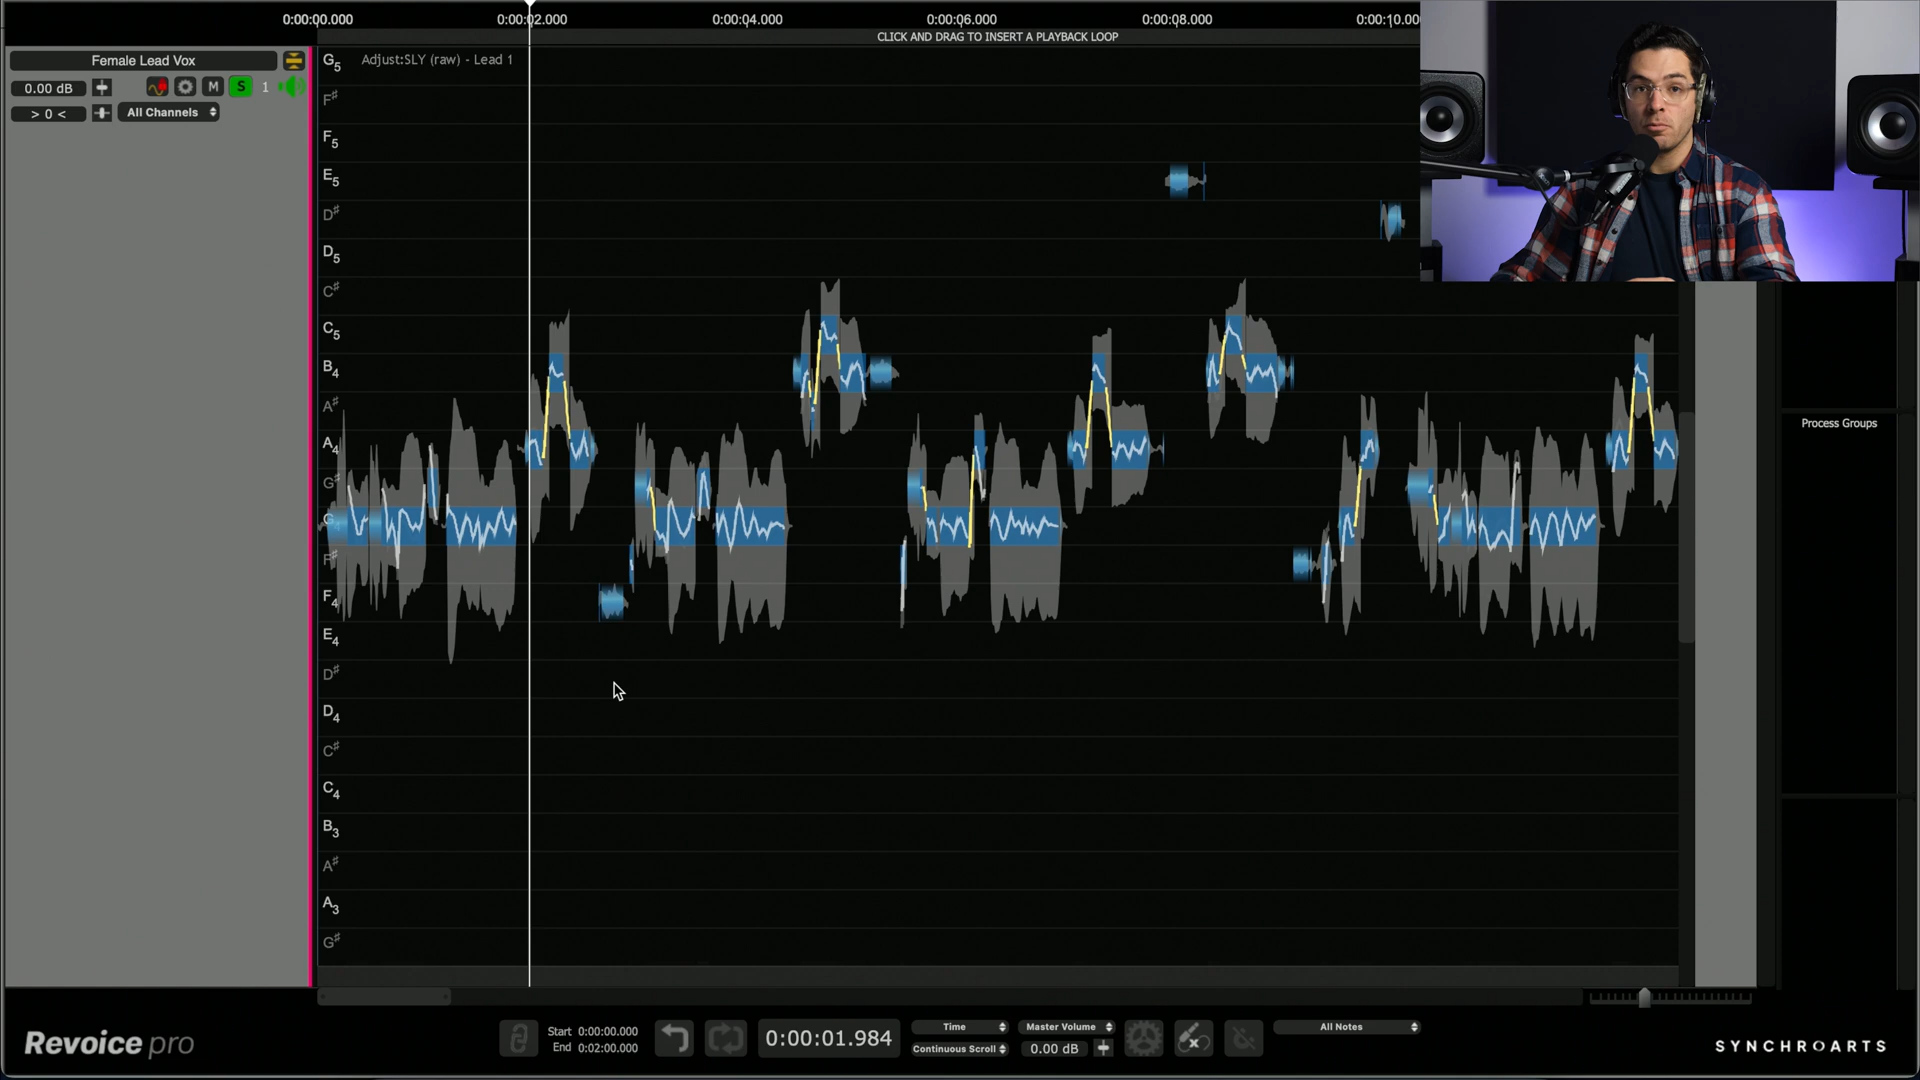 0:00:00.000 0:00:02.000 0:00:04.000 0:00:06.000 0:00:08.000 0:00:10.00
CLICK AND DRAG TO INSERT A PLAYBACK LOOP
Female Lead Vox
0.00 dB M S 1
> 0 < All Channels
Adjust:SLY (raw) - Lead 1
G5
F♯
F5
E5
D♯
D5
C♯
C5
B4
A♯
A4
G♯
G4
F♯
F4
E4
D♯
D4
C♯
C4
B3
A♯
A3
G♯
Process Groups
Revoice pro
Start 0:00:00.000
End 0:02:00.000
0:00:01.984
Time
Continuous Scroll
Master Volume
0.00 dB
All Notes
SYNCHROARTS